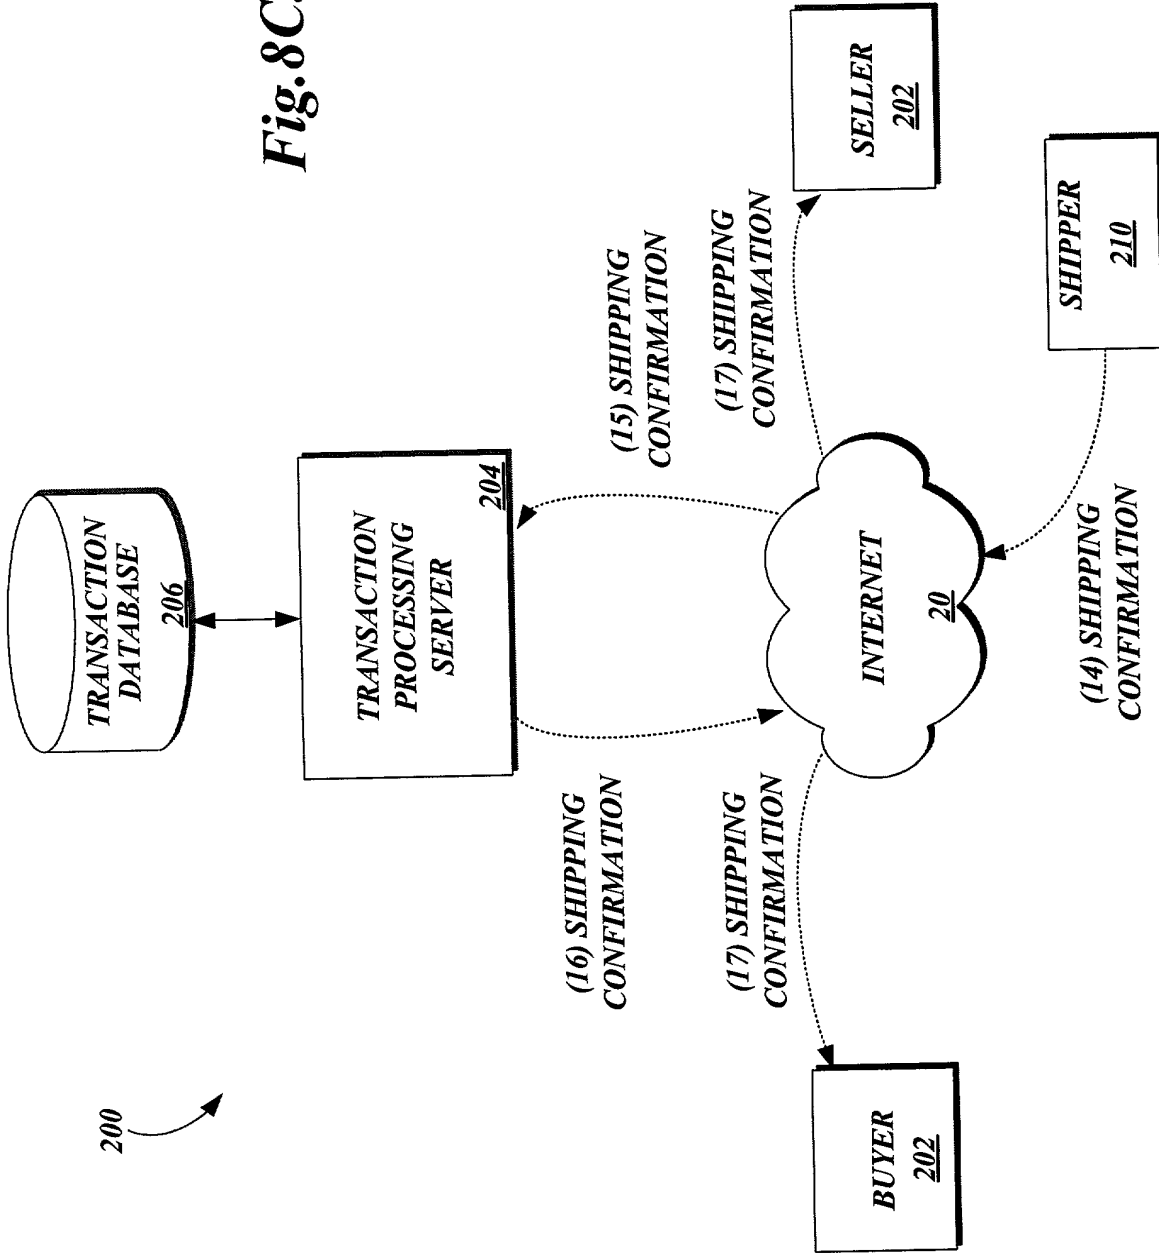 200
TRANSACTION
DATABASE
206
Fig.8C
TRANSACTION
PROCESSING
SERVER
204
(16) SHIPPING
CONFIRMATION
(15) SHIPPING
CONFIRMATION
(17) SHIPPING
CONFIRMATION
(17) SHIPPING
CONFIRMATION
BUYER
202
INTERNET
20
SELLER
202
(14) SHIPPING
CONFIRMATION
SHIPPER
210